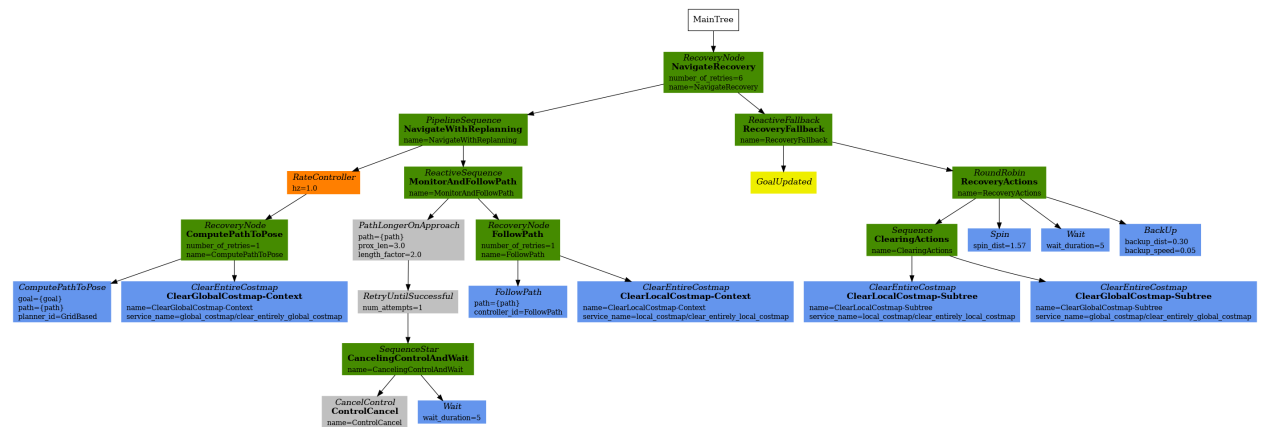 MainTree
RecoveryNode
NavigateRecovery
number_of_retries=6
name=NavigateRecovery
PipelineSequence
NavigateWithReplanning
name=NavigateWithReplanning
ReactiveFallback
RecoveryFallback
name=RecoveryFallback
RateController
hz=1.0
ReactiveSequence
MonitorAndFollowPath
name=MonitorAndFollowPath
GoalUpdated
RoundRobin
RecoveryActions
name=RecoveryActions
RecoveryNode
ComputePathToPose
number_of_retries=1
name=ComputePathToPose
PathLongerOnApproach
path={path}
prox_len=3.0
length_factor=2.0
RecoveryNode
FollowPath
number_of_retries=1
name=FollowPath
Sequence
ClearingActions
name=ClearingActions
Spin
spin_dist=1.57
Wait
wait_duration=5
BackUp
backup_dist=0.30
backup_speed=0.05
ComputePathToPose
goal={goal}
path={path}
planner_id=GridBased
ClearEntireCostmap
ClearGlobalCostmap-Context
name=ClearGlobalCostmap-Context
service_name=global_costmap/clear_entirely_global_costmap
RetryUntilSuccessful
num_attempts=1
FollowPath
path={path}
controller_id=FollowPath
ClearEntireCostmap
ClearLocalCostmap-Context
name=ClearLocalCostmap-Context
service_name=local_costmap/clear_entirely_local_costmap
ClearEntireCostmap
ClearLocalCostmap-Subtree
name=ClearLocalCostmap-Subtree
service_name=local_costmap/clear_entirely_local_costmap
ClearEntireCostmap
ClearGlobalCostmap-Subtree
name=ClearGlobalCostmap-Subtree
service_name=global_costmap/clear_entirely_global_costmap
SequenceStar
CancelingControlAndWait
name=CancelingControlAndWait
CancelControl
ControlCancel
name=ControlCancel
Wait
wait_duration=5